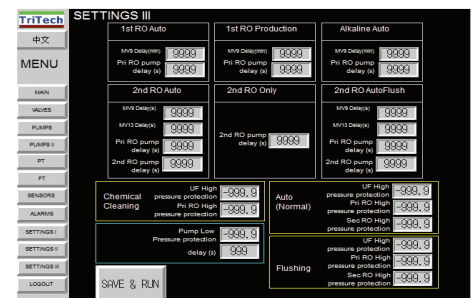 TriTech
SETTINGS III
中文
MENU
MAIN
VALVES
PUMPS
PUMPS II
PT
FT
SENSORS
ALARMS
SETTINGS I
SETTINGS II
SETTINGS III
LOGOUT
1st RO Auto
MV9 Delay(min) 9999
Pri RO pump
delay (s) 9999
1st RO Production
MV9 Delay(min) 9999
Pri RO pump
delay (s) 9999
Alkaline Auto
MV9 Delay(min) 9999
Pri RO pump
delay (s) 9999
2nd RO Auto
MV9 Delay(s) 9999
MV13 Delay(s) 9999
Pri RO pump
delay (s) 9999
2nd RO pump
delay (s) 9999
2nd RO Only
2nd RO pump
delay (s) 9999
2nd RO AutoFlush
MV9 Delay(s) 9999
MV13 Delay(s) 9999
Pri RO pump
delay (s) 9999
2nd RO pump
delay (s) 9999
Chemical
Cleaning
UF High
pressure protection -999.9
Pri RO High
pressure protection -999.9
Pump Low
Pressure protection -999.9
delay (s) 999
Auto
(Normal)
UF High
pressure protection -999.9
Pri RO High
pressure protection -999.9
Sec RO High
pressure protection -999.9
Flushing
UF High
pressure protection -999.9
Pri RO High
pressure protection -999.9
Sec RO High
pressure protection -999.9
SAVE & RUN